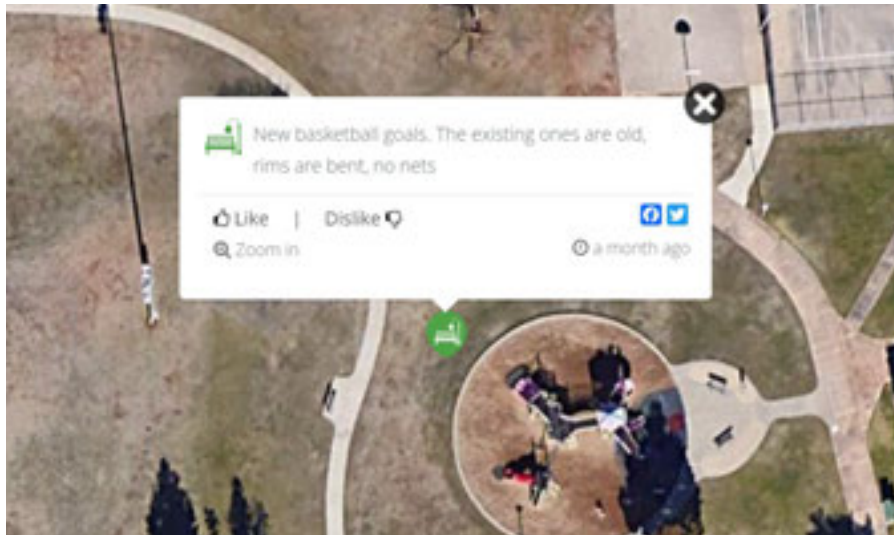 New basketball goals. The existing ones are old,
rims are bent, no nets
Like | Dislike
Zoom in
a month ago